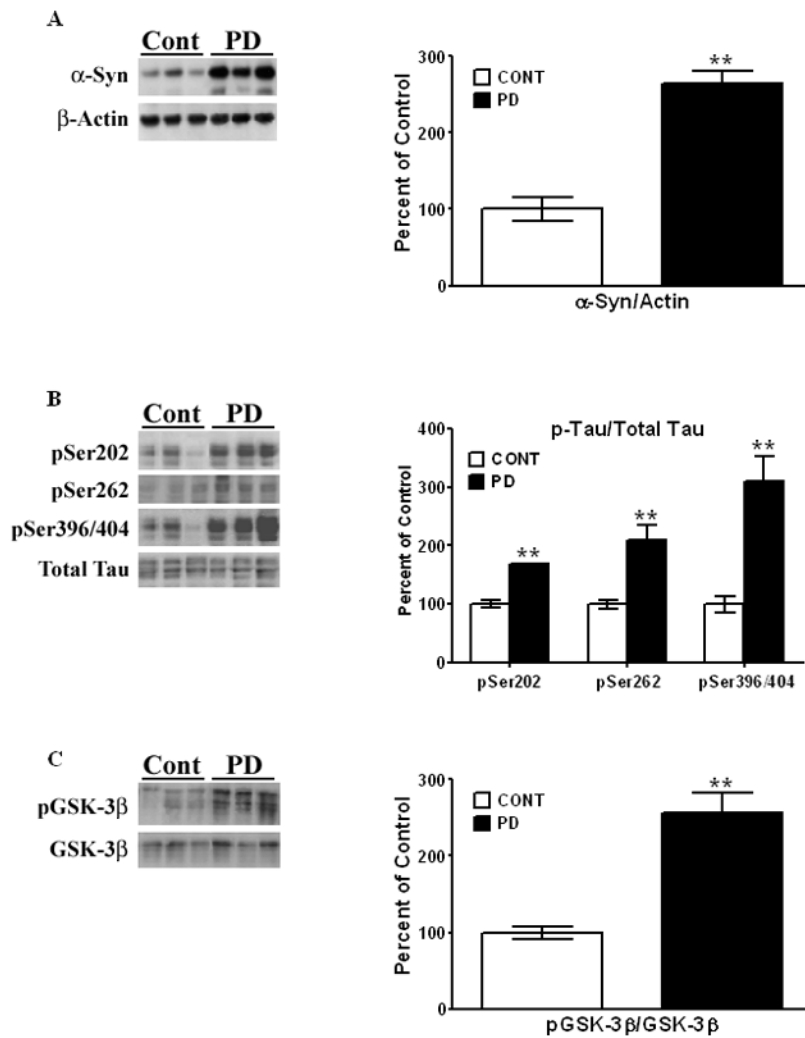 A
Cont PD
α-Syn
β-Actin
300
200
100
0
Percent of Control
CONT
PD
**
α-Syn/Actin
B
Cont PD
pSer202
pSer262
pSer396/404
Total Tau
p-Tau/Total Tau
400
300
200
100
0
Percent of Control
CONT
PD
**
**
**
pSer202 pSer262 pSer396/404
C
Cont PD
pGSK-3β
GSK-3β
300
200
100
0
Percent of Control
CONT
PD
**
pGSK-3β/GSK-3β